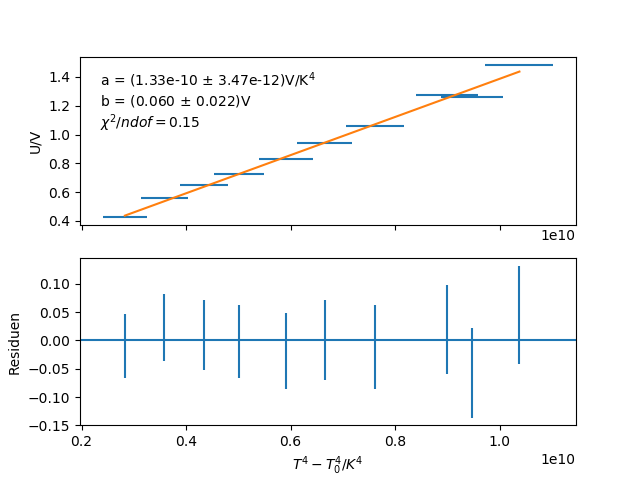 U/V
1.4
1.2
1.0
0.8
0.6
0.4
a = (1.33e-10 ± 3.47e-12)V/K⁴
b = (0.060 ± 0.022)V
χ²/ndof = 0.15
1e10
Residuen
0.10
0.05
0.00
−0.05
−0.10
−0.15
0.2 0.4 0.6 0.8 1.0
1e10
T⁴ − T₀⁴/K⁴